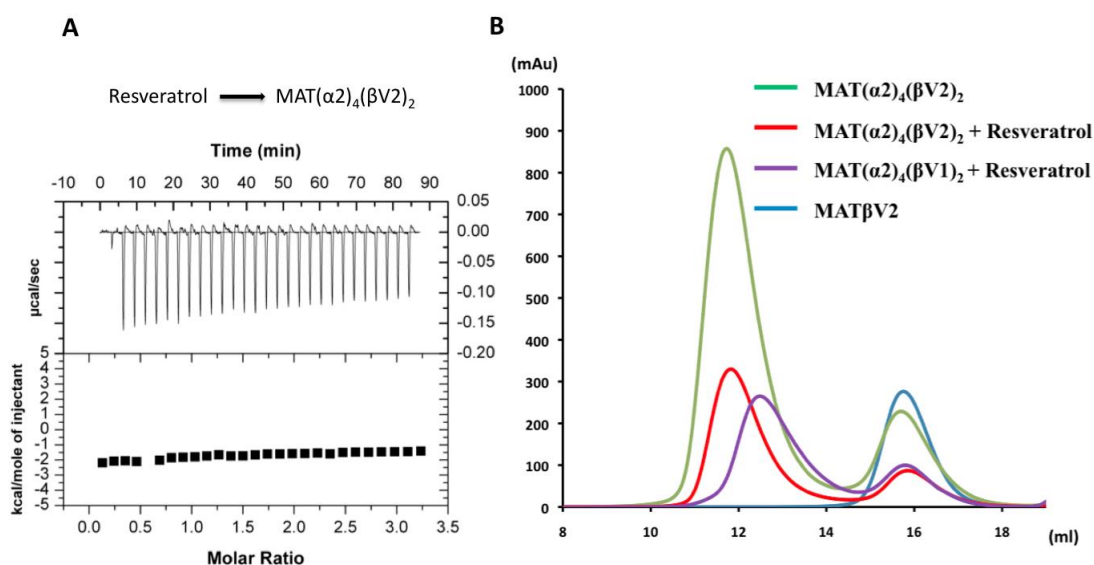 A
Resveratrol → MAT(α2)₄(βV2)₂
Time (min)
-10 0 10 20 30 40 50 60 70 80 90
0.05
0.00
-0.05
-0.10
-0.15
-0.20
µcal/sec
5
4
3
2
1
0
-1
-2
-3
-4
-5
kcal/mole of injectant
0.0 0.5 1.0 1.5 2.0 2.5 3.0 3.5
Molar Ratio
B
(mAu)
1000
900
800
700
600
500
400
300
200
100
0
8 10 12 14 16 18 (ml)
MAT(α2)₄(βV2)₂
MAT(α2)₄(βV2)₂ + Resveratrol
MAT(α2)₄(βV1)₂ + Resveratrol
MATβV2